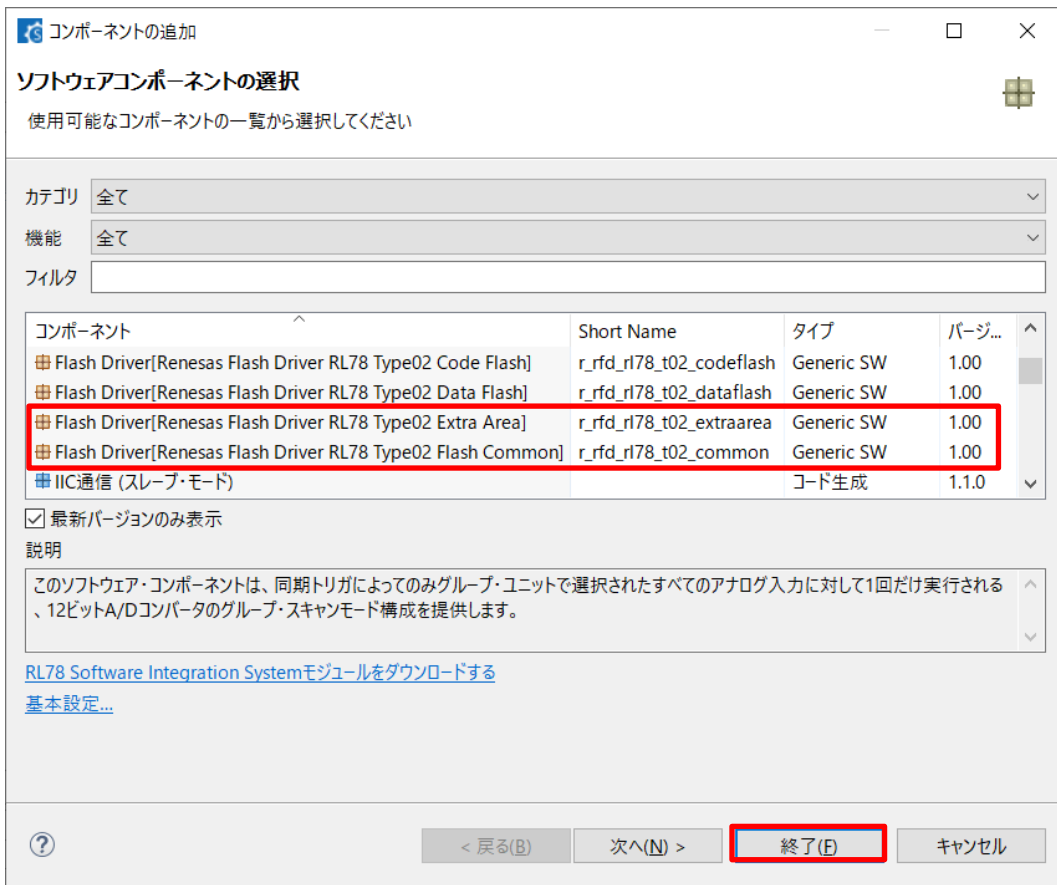 コンポーネントの追加
ソフトウェアコンポーネントの選択
使用可能なコンポーネントの一覧から選択してください
カテゴリ 全て
機能 全て
フィルタ
コンポーネント Short Name タイプ バージ...
Flash Driver[Renesas Flash Driver RL78 Type02 Code Flash] r_rfd_rl78_t02_codeflash Generic SW 1.00
Flash Driver[Renesas Flash Driver RL78 Type02 Data Flash] r_rfd_rl78_t02_dataflash Generic SW 1.00
Flash Driver[Renesas Flash Driver RL78 Type02 Extra Area] r_rfd_rl78_t02_extraarea Generic SW 1.00
Flash Driver[Renesas Flash Driver RL78 Type02 Flash Common] r_rfd_rl78_t02_common Generic SW 1.00
IIC通信 (スレーブ・モード) コード生成 1.1.0
最新バージョンのみ表示
説明
このソフトウェア・コンポーネントは、同期トリガによってのみグループ・ユニットで選択されたすべてのアナログ入力に対して1回だけ実行される
、12ビットA/Dコンバータのグループ・スキャンモード構成を提供します。
RL78 Software Integration Systemモジュールをダウンロードする
基本設定...
< 戻る(B) 次へ(N) > 終了(F) キャンセル